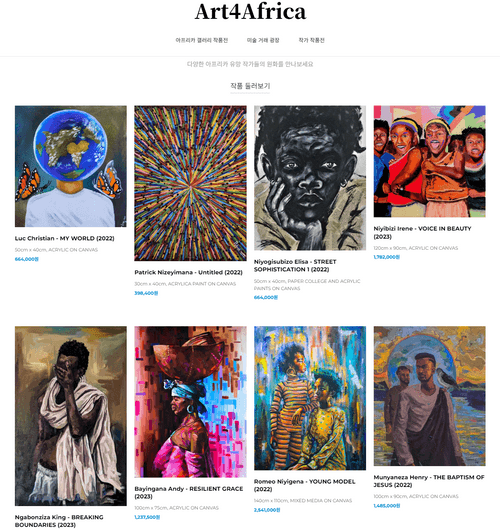 Art4Africa
아프리카 갤러리 작품전
미술 거래 광장
작가 작품전
다양한 아프리카 유망 작가들의 원화를 만나보세요
작품 둘러보기
Luc Christian - MY WORLD (2022)
50cm x 40cm, ACRYLIC ON CANVAS
664,000원
Patrick Nizeyimana - Untitled (2022)
30cm x 40cm, ACRYLICA PAINT ON CANVAS
398,400원
Niyogisubizo Elisa - STREET
SOPHISTICATION 1 (2022)
50cm x 40cm, PAPER COLLEGE AND ACRYLIC
PAINTS ON CANVAS
664,000원
Niyibizi Irene - VOICE IN BEAUTY
(2023)
120cm x 90cm, ACRYLIC ON CANVAS
1,782,000원
Ngabonziza King - BREAKING
BOUNDARIES (2023)
Bayingana Andy - RESILIENT GRACE
(2023)
100cm x 75cm, ACRYLIC ON CANVAS
1,237,500원
Romeo Niyigena - YOUNG MODEL
(2022)
140cm x 110cm, MIXED MEDIA ON CANVAS
2,541,000원
Munyaneza Henry - THE BAPTISM OF
JESUS (2022)
100cm x 90cm, ACRYLIC ON CANVAS
1,485,000원